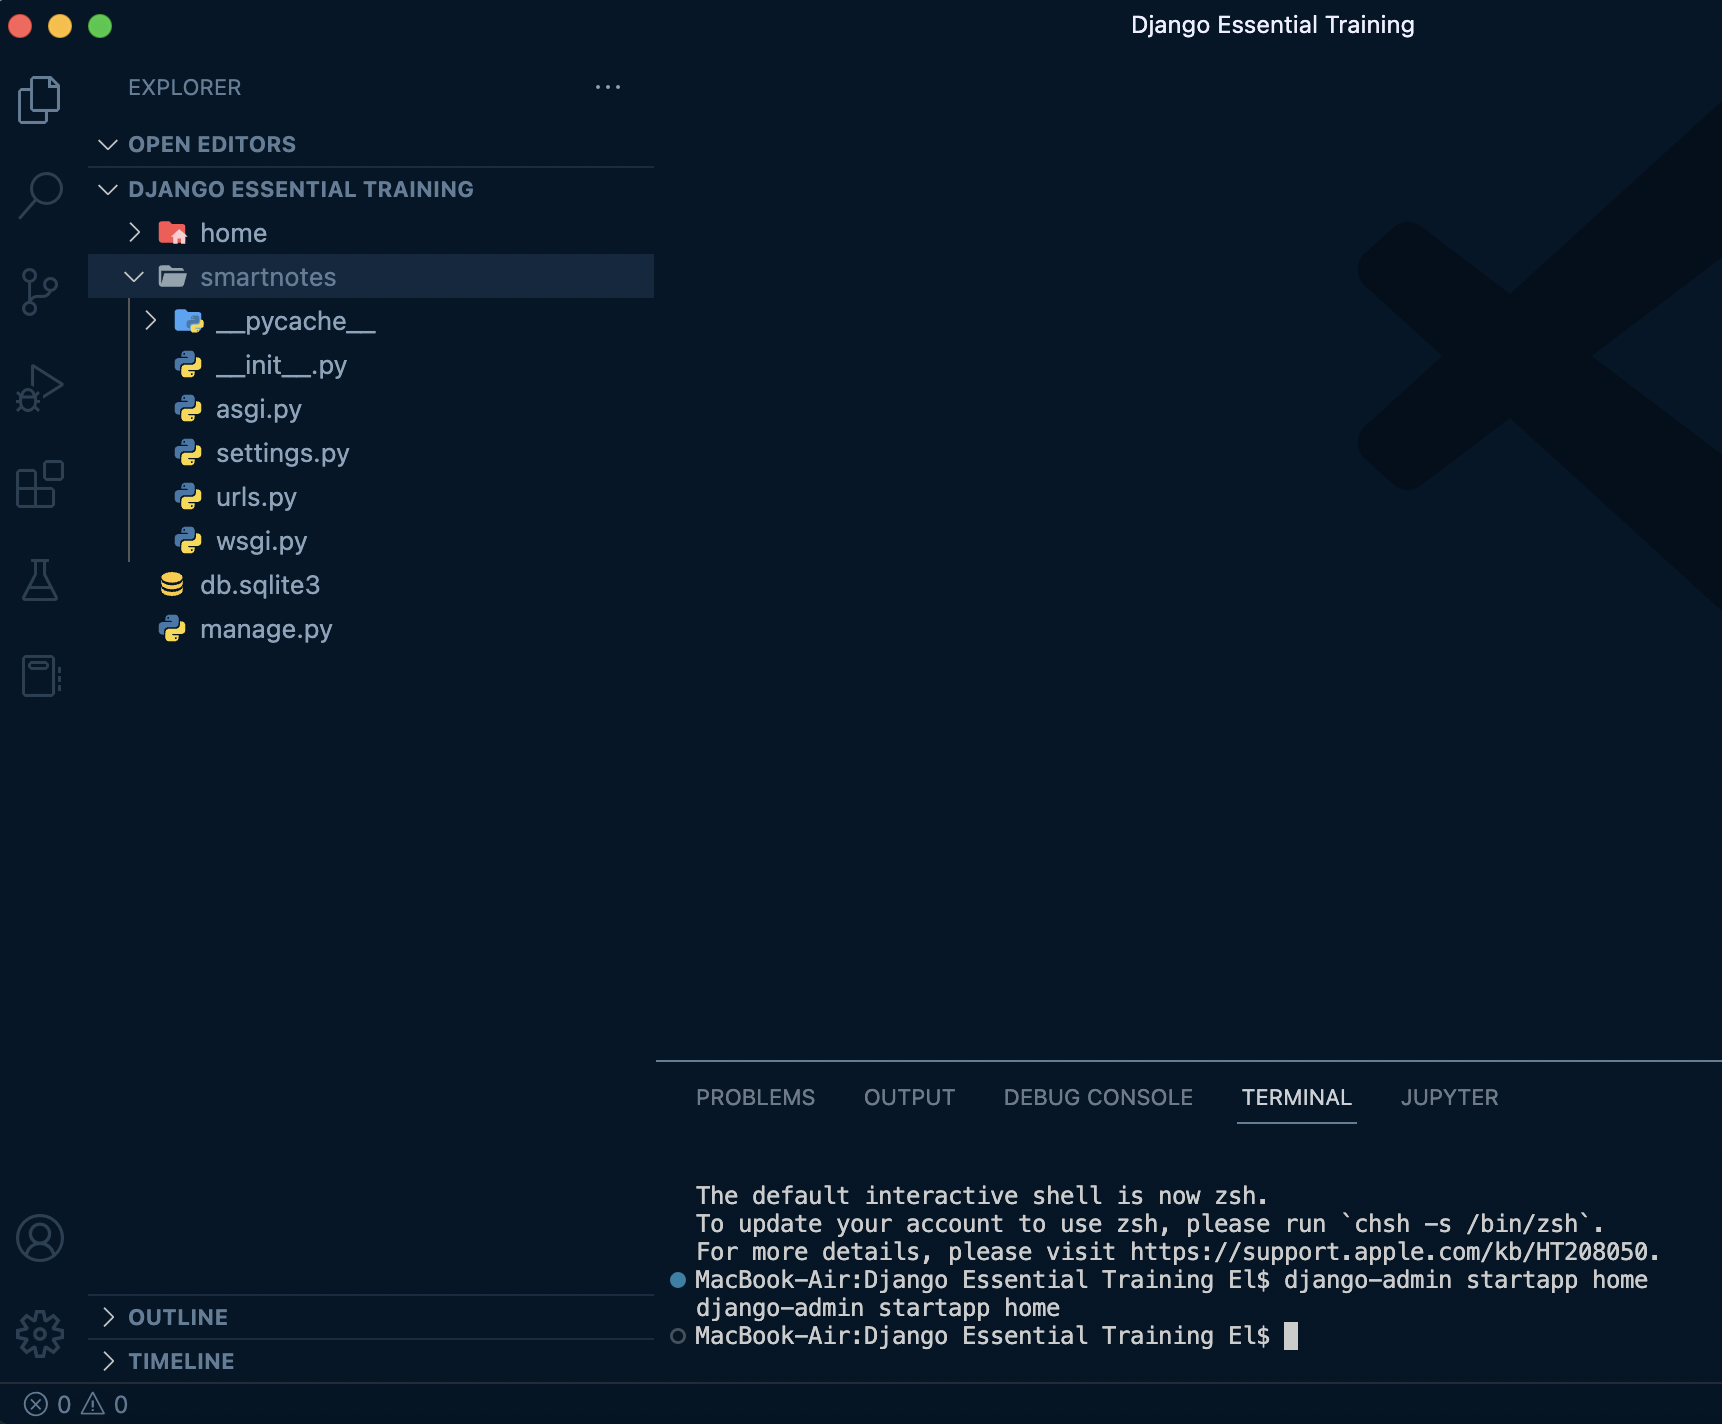 Django Essential Training
EXPLORER
OPEN EDITORS
DJANGO ESSENTIAL TRAINING
home
smartnotes
__pycache__
__init__.py
asgi.py
settings.py
urls.py
wsgi.py
db.sqlite3
manage.py
PROBLEMS OUTPUT DEBUG CONSOLE TERMINAL JUPYTER
The default interactive shell is now zsh.
To update your account to use zsh, please run `chsh -s /bin/zsh`.
For more details, please visit https://support.apple.com/kb/HT208050.
MacBook-Air:Django Essential Training El$ django-admin startapp home
django-admin startapp home
MacBook-Air:Django Essential Training El$
OUTLINE
TIMELINE
0 0